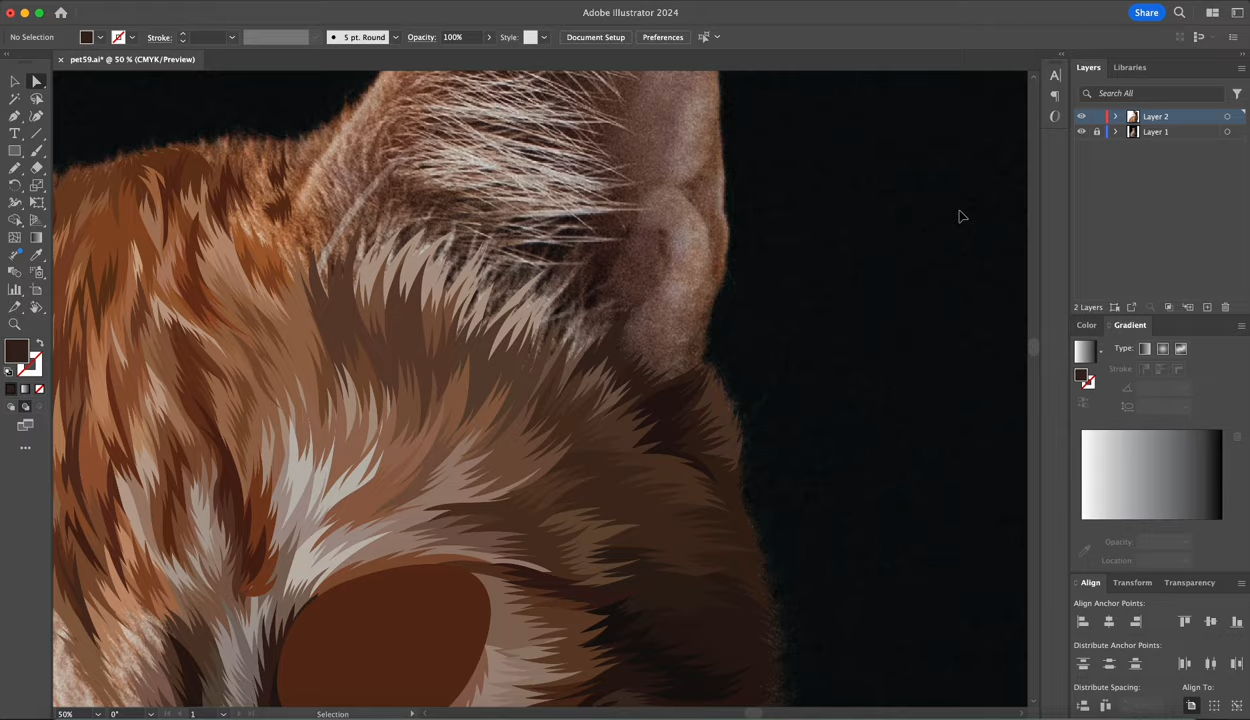 Adobe Illustrator 2024
Share
No Selection
Stroke:
5 pt. Round
Opacity:
100%
Style:
Document Setup
Preferences
pet59.ai* @ 50 % (CMYK/Preview)
Layers
Libraries
Search All
Layer 2
Layer 1
2 Layers
Color
Gradient
Type:
Stroke:
Opacity:
Location:
Align
Transform
Transparency
Align Anchor Points:
Distribute Anchor Points:
Distribute Spacing:
Align To:
50%
0°
1
Selection